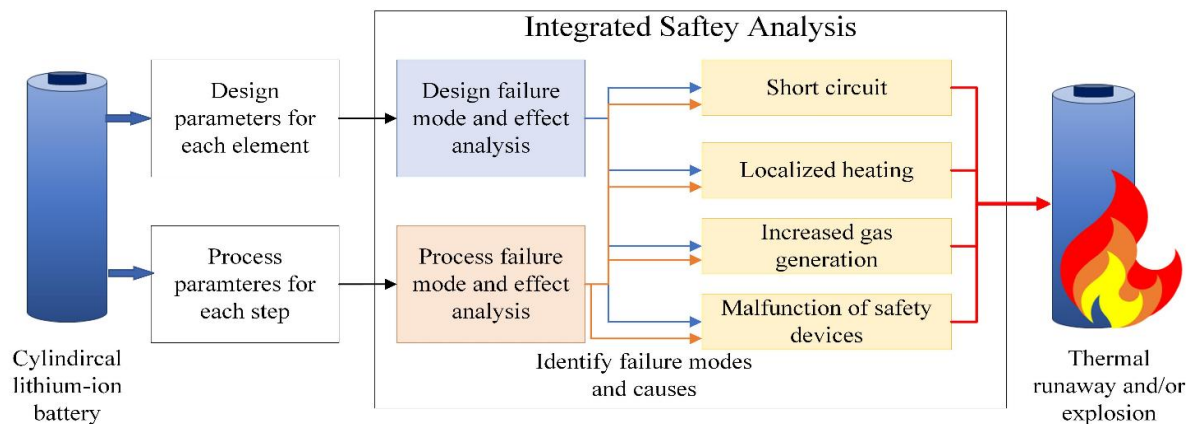 Integrated Saftey Analysis
Design
parameters for
each element
Design failure
mode and effect
analysis
Short circuit
Localized heating
Process
paramteres for
each step
Process failure
mode and effect
analysis
Increased gas
generation
Malfunction of safety
devices
Identify failure modes
and causes
Cylindircal
lithium-ion
battery
Thermal
runaway and/or
explosion